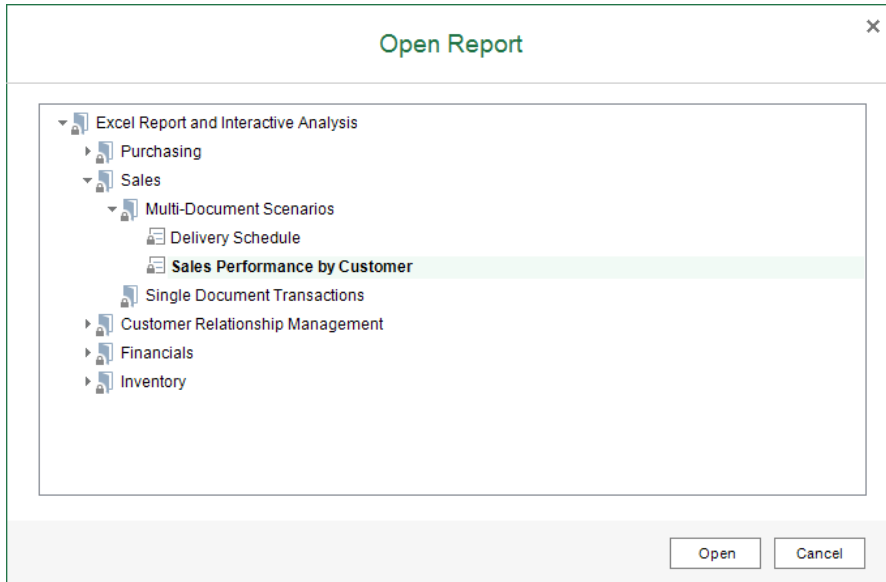 Open Report
Excel Report and Interactive Analysis
Purchasing
Sales
Multi-Document Scenarios
Delivery Schedule
Sales Performance by Customer
Single Document Transactions
Customer Relationship Management
Financials
Inventory
Open Cancel